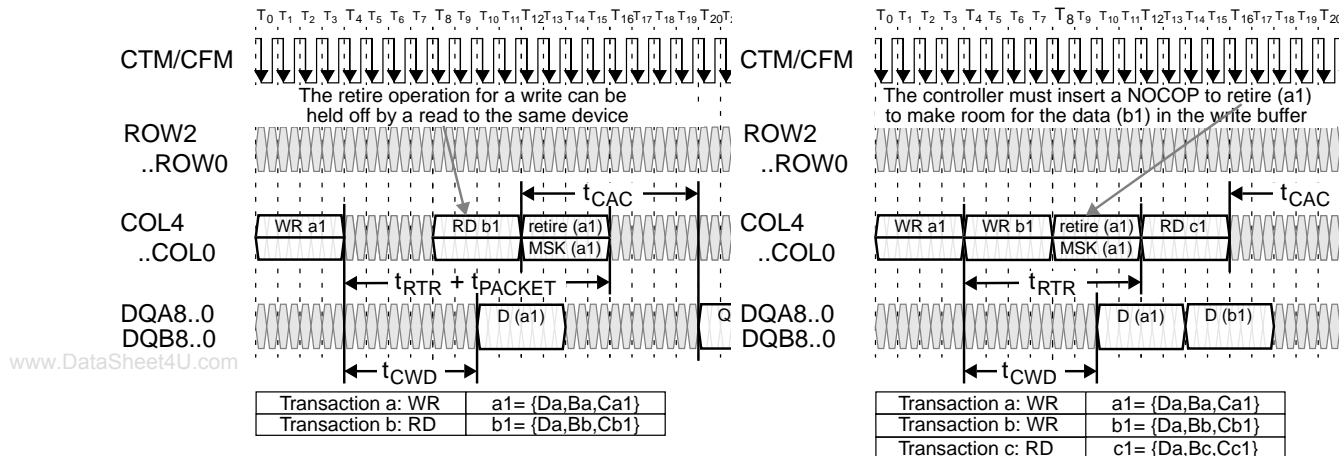 T0 T1 T2 T3 T4 T5 T6 T7 T8 T9 T10 T11 T12 T13 T14 T15 T16 T17 T18 T19 T20
CTM/CFM
The retire operation for a write can be
held off by a read to the same device
ROW2
..ROW0
tCAC
COL4
..COL0
WR a1
RD b1
retire (a1)
MSK (a1)
tRTR + tPACKET
DQA8..0
DQB8..0
D (a1)
Q
tCWD
Transaction a: WR a1= {Da,Ba,Ca1}
Transaction b: RD b1= {Da,Bb,Cb1}
www.DataSheet4U.com
T0 T1 T2 T3 T4 T5 T6 T7 T8 T9 T10 T11 T12 T13 T14 T15 T16 T17 T18 T19 T20
CTM/CFM
The controller must insert a NOCOP to retire (a1)
to make room for the data (b1) in the write buffer
ROW2
..ROW0
tCAC
COL4
..COL0
WR a1
WR b1
retire (a1)
MSK (a1)
RD c1
tRTR
DQA8..0
DQB8..0
D (a1)
D (b1)
tCWD
Transaction a: WR a1= {Da,Ba,Ca1}
Transaction b: WR b1= {Da,Bb,Cb1}
Transaction c: RD c1= {Da,Bc,Cc1}